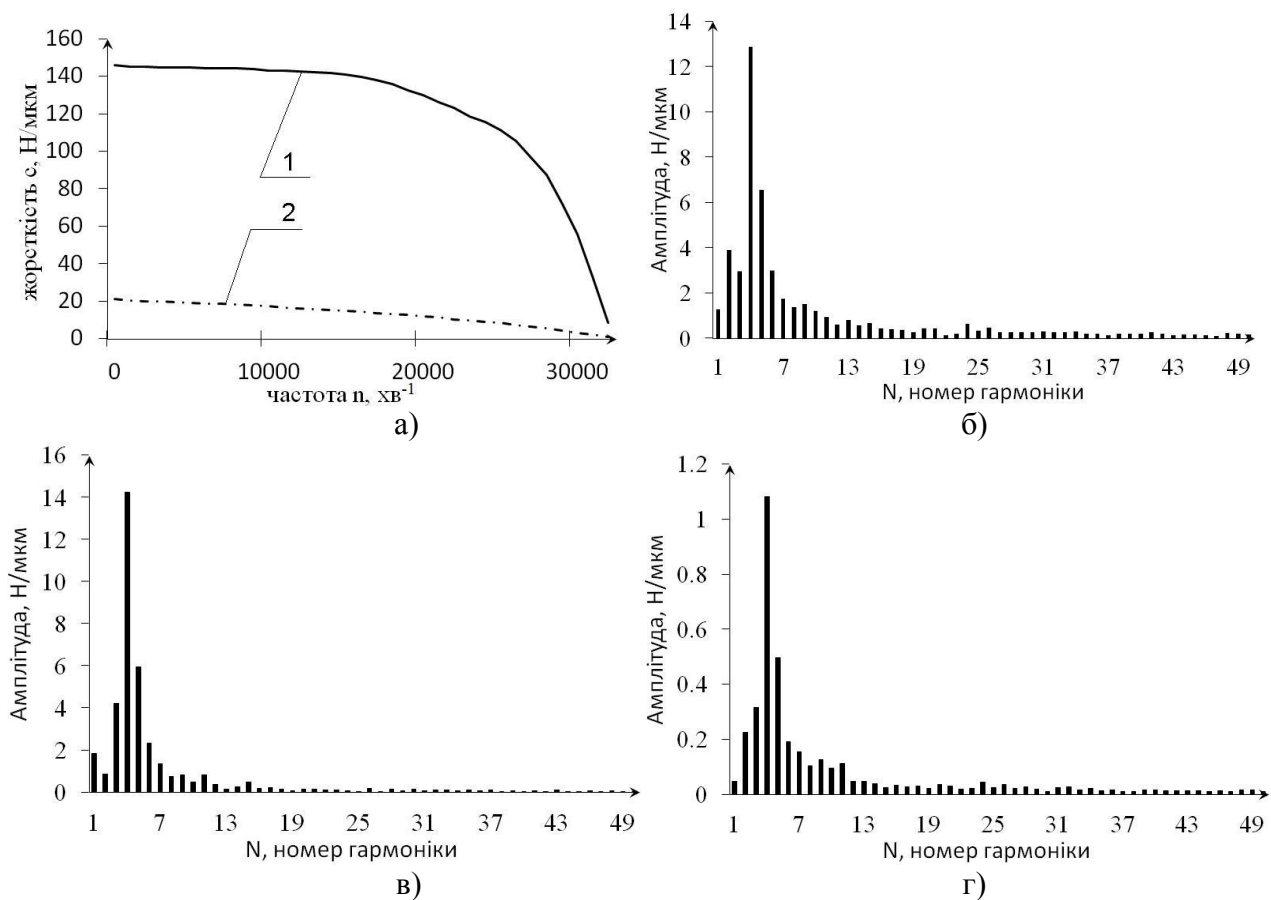 160
140
120
100
80
60
40
20
0
жорсткість c, Н/мкм
1
2
0 10000 20000 30000
частота n, хв-1
а)
14
12
10
8
6
4
2
0
Амплітуда, Н/мкм
1 7 13 19 25 31 37 43 49
N, номер гармоніки
б)
16
14
12
10
8
6
4
2
0
Амплітуда, Н/мкм
1 7 13 19 25 31 37 43 49
N, номер гармоніки
в)
1.2
1
0.8
0.6
0.4
0.2
0
Амплітуда, Н/мкм
1 7 13 19 25 31 37 43 49
N, номер гармоніки
г)